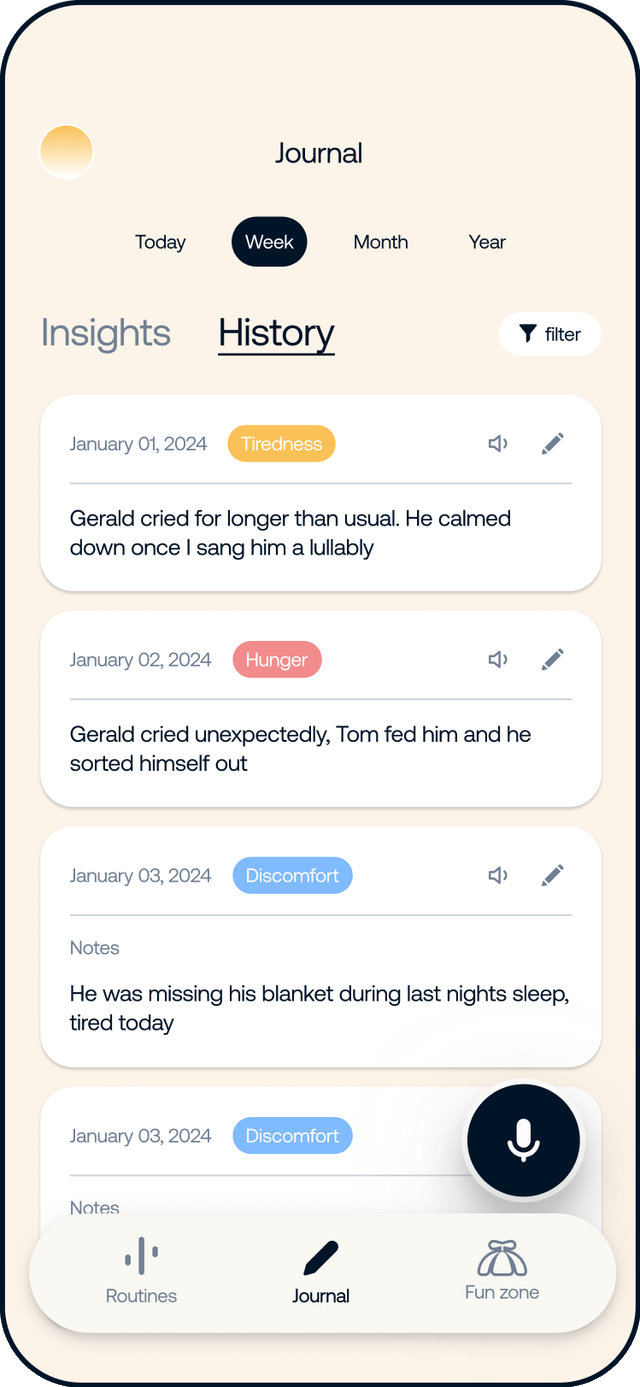 Journal
Today Week Month Year
Insights History filter
January 01, 2024 Tiredness
Gerald cried for longer than usual. He calmed
down once I sang him a lullably
January 02, 2024 Hunger
Gerald cried unexpectedly, Tom fed him and he
sorted himself out
January 03, 2024 Discomfort
Notes
He was missing his blanket during last nights sleep,
tired today
January 03, 2024 Discomfort
Notes
Routines Journal Fun zone